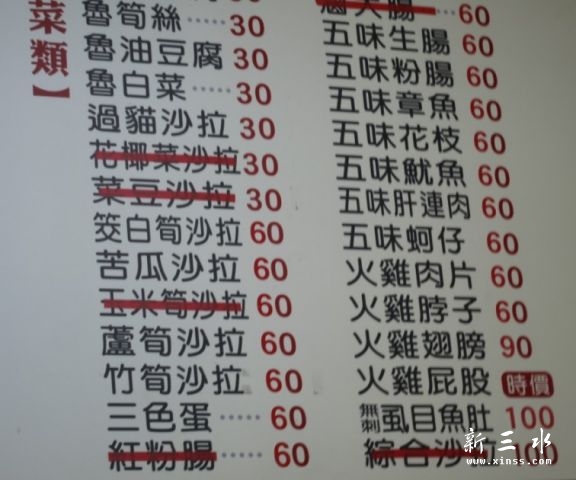 菜類】
30
魯筍絲·····30
魯油豆腐 30
魯白菜·····30
過貓沙拉 30
花椰菜沙拉 30
菜豆沙拉 30
筊白筍沙拉 60
苦瓜沙拉 60
玉米筍沙拉 60
蘆筍沙拉 60
竹筍沙拉 60
三色蛋·····60
紅粉腸·····60
大腸···60
五味生腸 60
五味粉腸 60
五味章魚 60
五味花枝 60
五味魷魚 60
五味肝連肉 60
五味蚵仔 60
火雞肉片 60
火雞脖子 60
火雞翅膀 90
火雞屁股 時價
無刺虱目魚肚 100
綜合沙拉 100
新三水
www.xinss.com